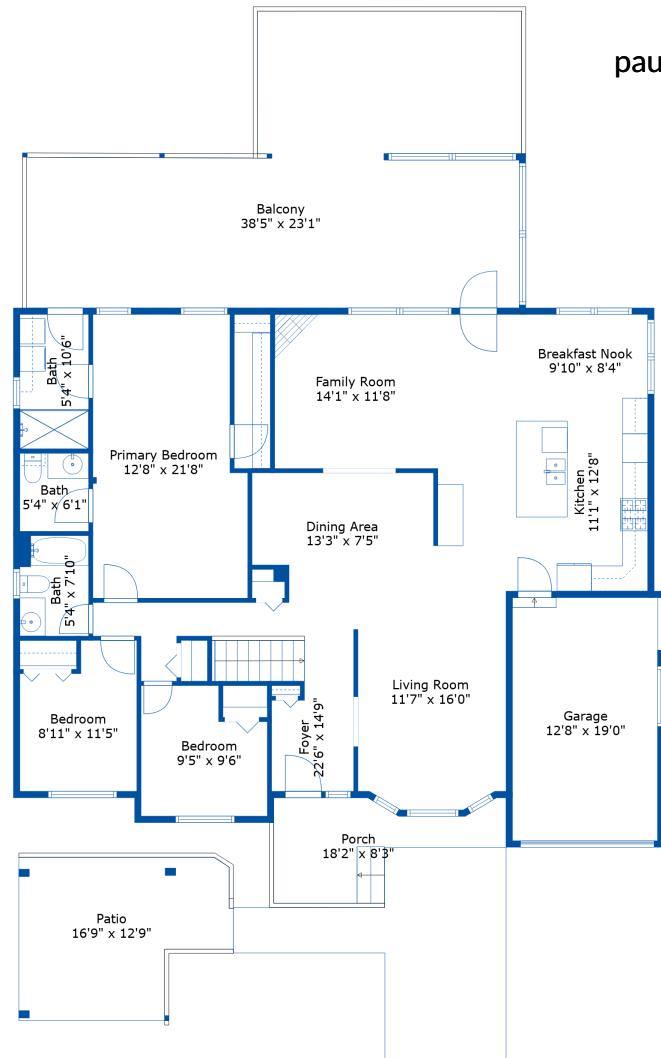 pau
Balcony
38'5" x 23'1"
Bath
5'4" x 10'6"
Breakfast Nook
9'10" x 8'4"
Family Room
14'1" x 11'8"
Primary Bedroom
12'8" x 21'8"
Bath
5'4" x 6'1"
Kitchen
11'1" x 12'8"
Dining Area
13'3" x 7'5"
Bath
5'4" x 7'10"
Living Room
11'7" x 16'0"
Bedroom
8'11" x 11'5"
Bedroom
9'5" x 9'6"
Foyer
22'6" x 14'9"
Garage
12'8" x 19'0"
Porch
18'2" x 8'3"
Patio
16'9" x 12'9"